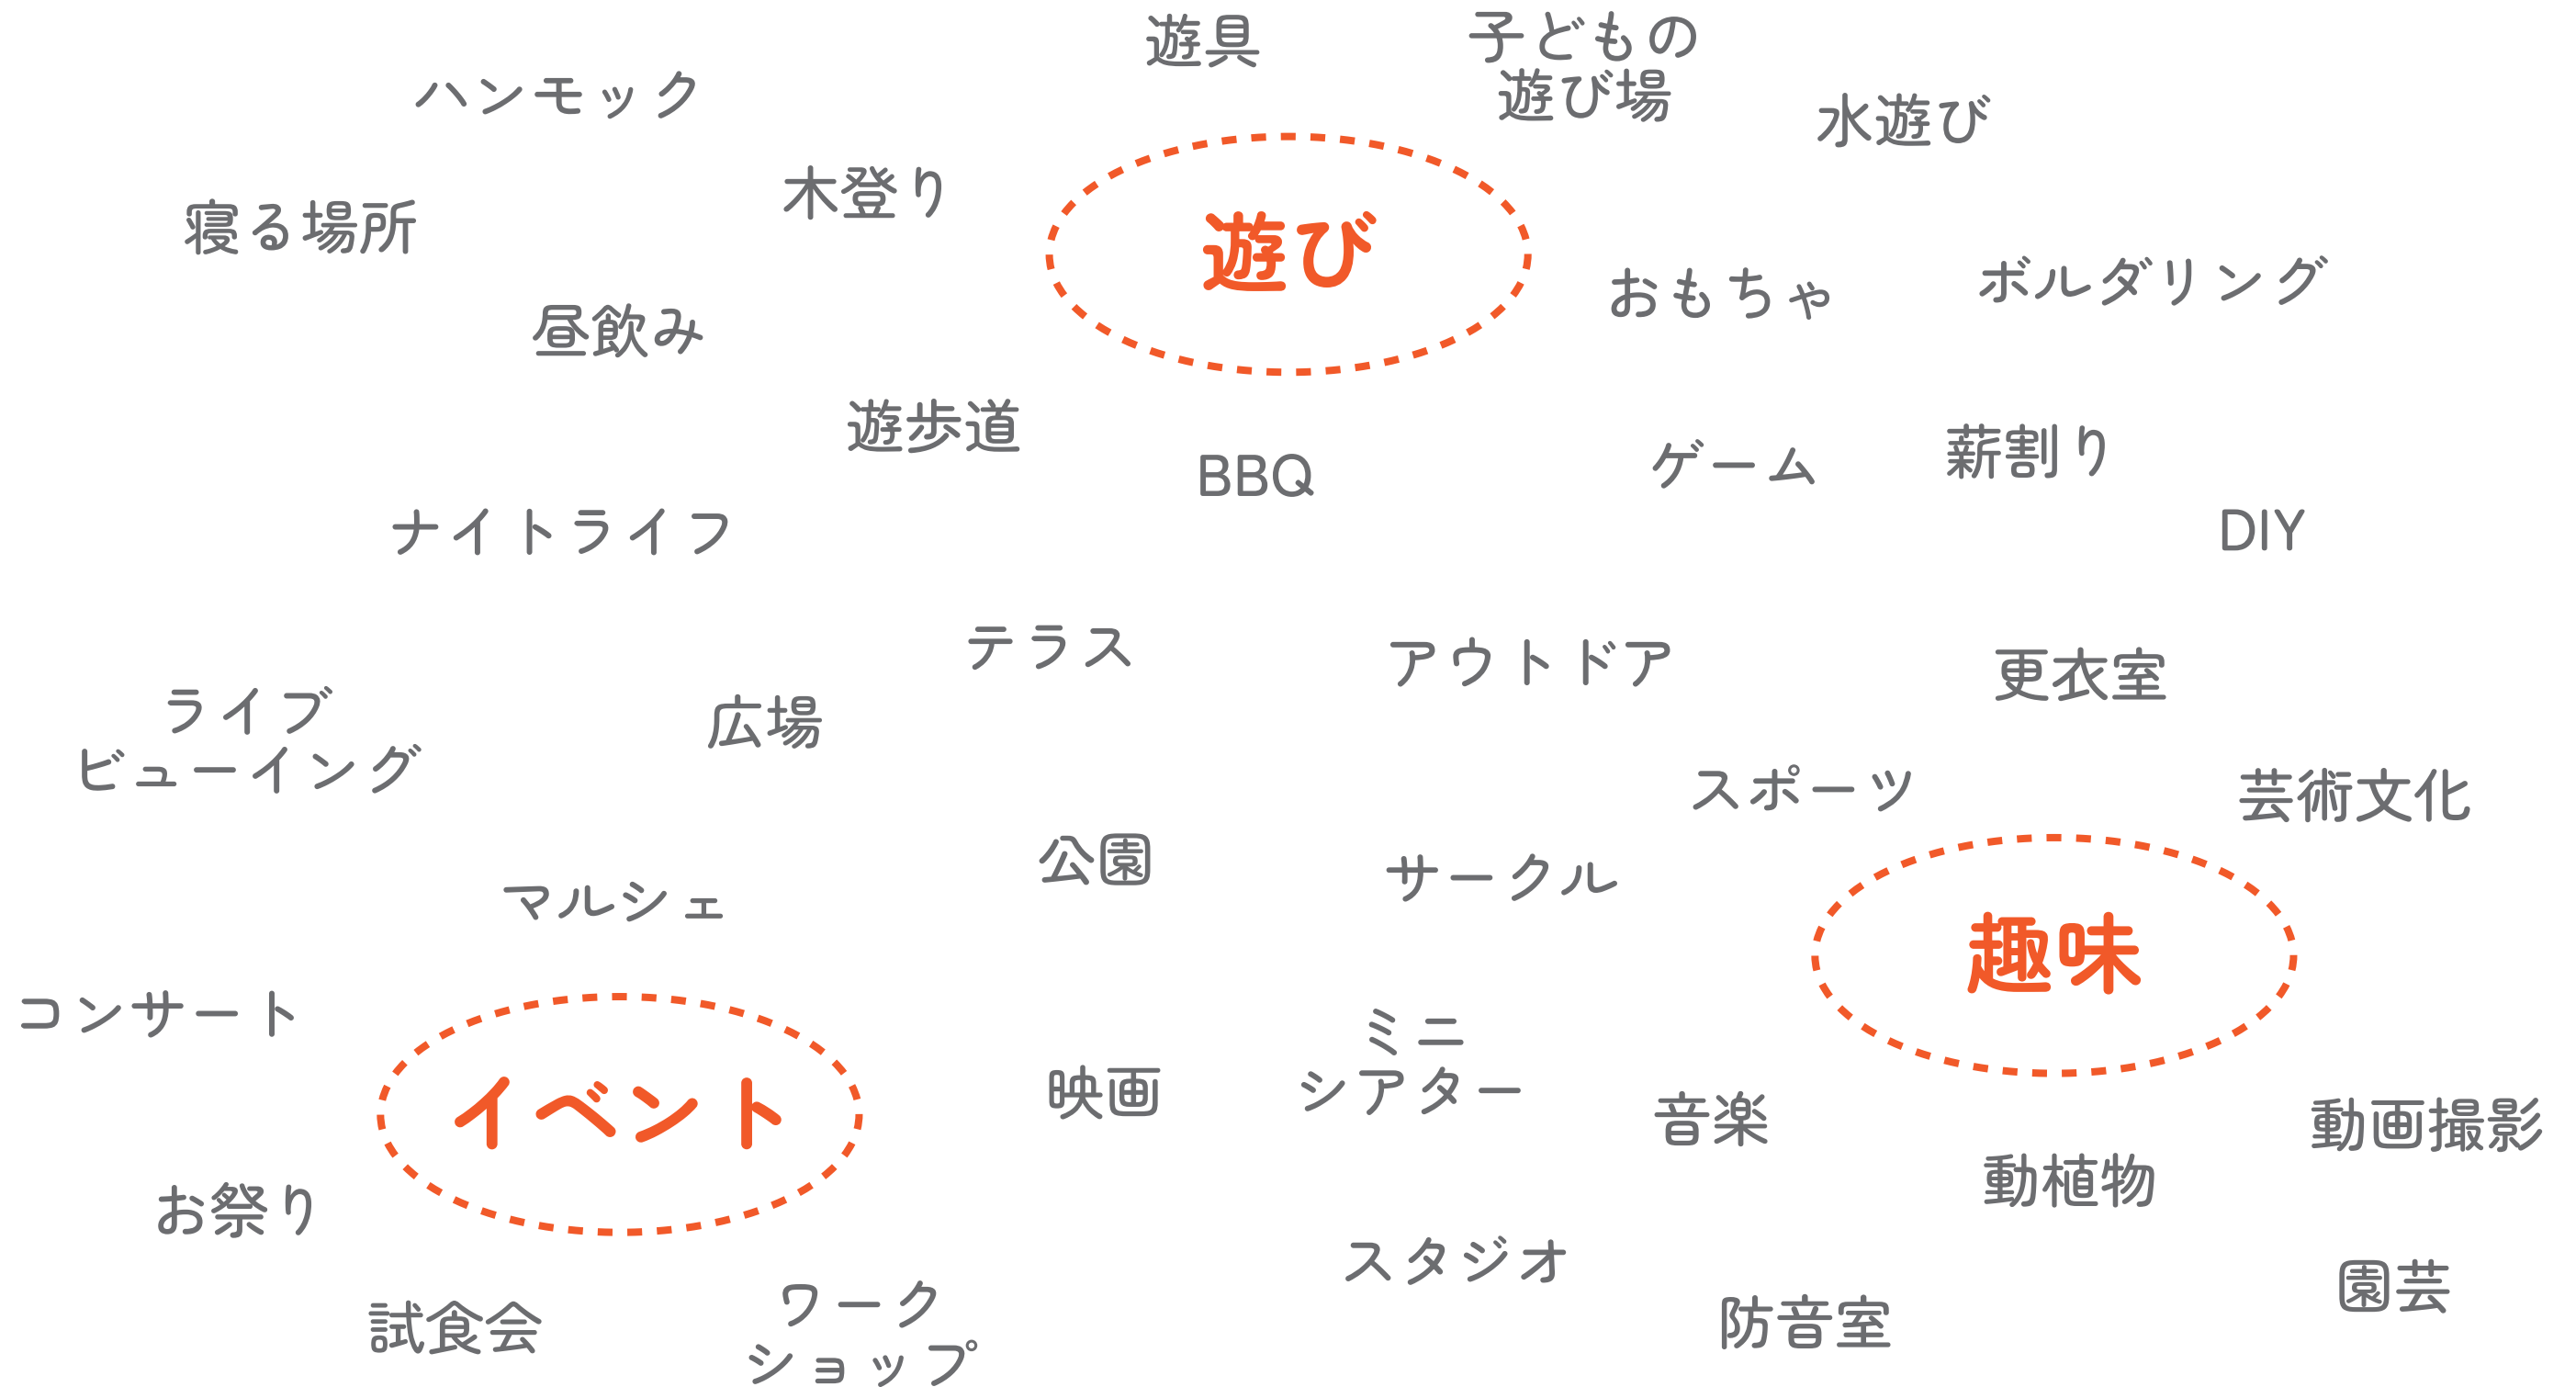 遊具
子どもの
遊び場
ハンモック
水遊び
木登り
寝る場所
遊び
おもちゃ
ボルダリング
昼飲み
遊歩道
BBQ
ゲーム
薪割り
ナイトライフ
DIY
テラス
アウトドア
更衣室
ライブ
ビューイング
広場
スポーツ
芸術文化
公園
サークル
マルシェ
趣味
コンサート
イベント
映画
ミニ
シアター
音楽
動画撮影
動植物
お祭り
スタジオ
園芸
試食会
ワーク
ショップ
防音室